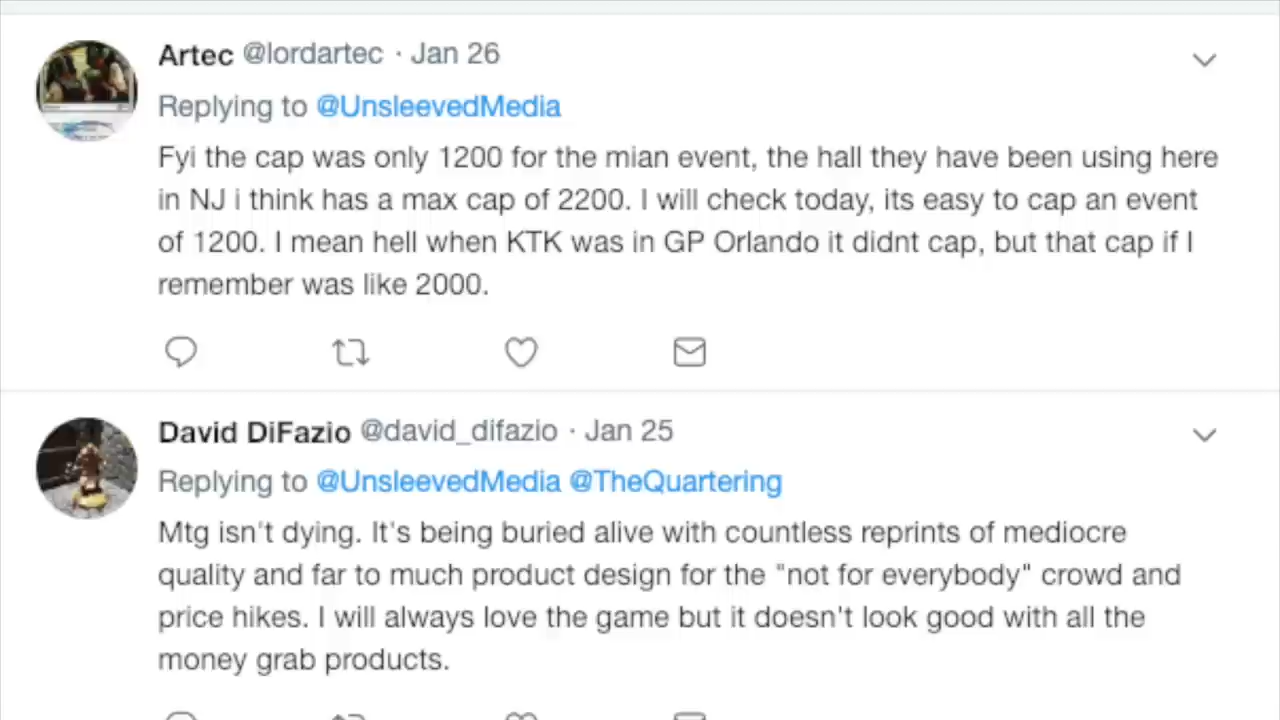 Artec @lordartec · Jan 26
Replying to @UnsleevedMedia
Fyi the cap was only 1200 for the mian event, the hall they have been using here
in NJ i think has a max cap of 2200. I will check today, its easy to cap an event
of 1200. I mean hell when KTK was in GP Orlando it didnt cap, but that cap if I
remember was like 2000.
David DiFazio @david_difazio · Jan 25
Replying to @UnsleevedMedia @TheQuartering
Mtg isn't dying. It's being buried alive with countless reprints of mediocre
quality and far to much product design for the "not for everybody" crowd and
price hikes. I will always love the game but it doesn't look good with all the
money grab products.